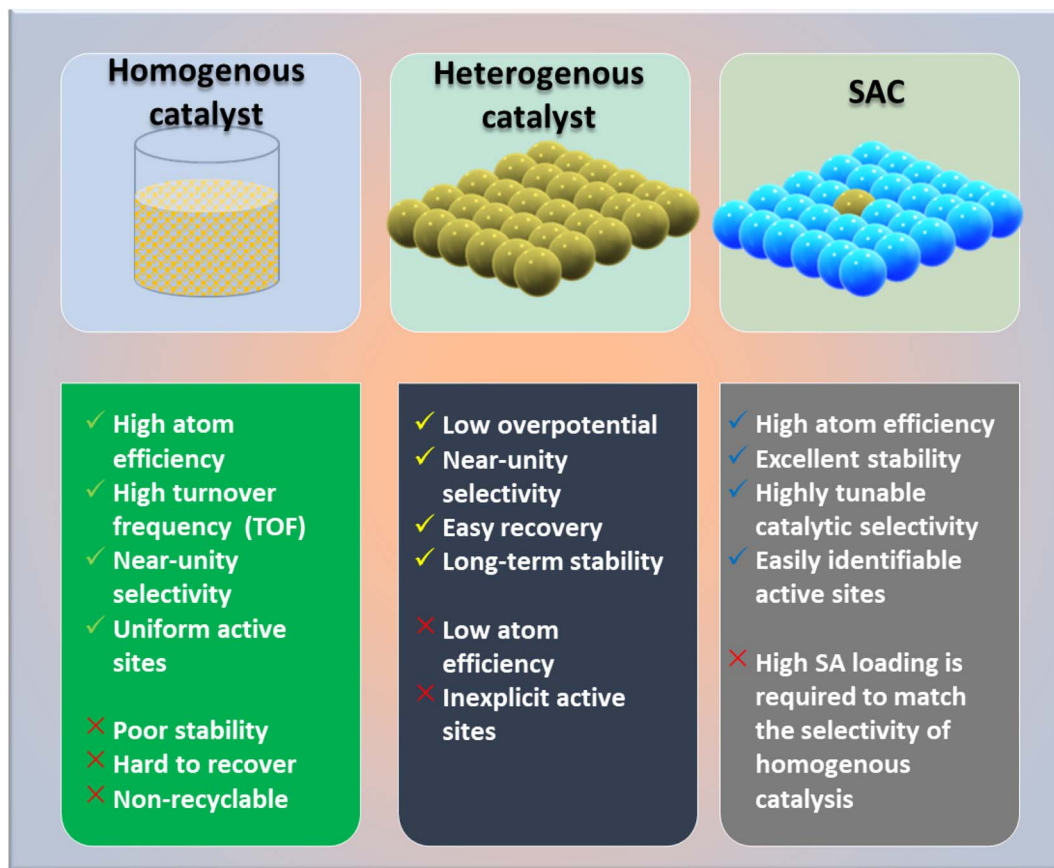 Homogenous
catalyst
Heterogenous
catalyst
SAC
✓ High atom
efficiency
✓ High turnover
frequency (TOF)
✓ Near-unity
selectivity
✓ Uniform active
sites
✕ Poor stability
✕ Hard to recover
✕ Non-recyclable
✓ Low overpotential
✓ Near-unity
selectivity
✓ Easy recovery
✓ Long-term stability
✕ Low atom
efficiency
✕ Inexplicit active
sites
✓ High atom efficiency
✓ Excellent stability
✓ Highly tunable
catalytic selectivity
✓ Easily identifiable
active sites
✕ High SA loading is
required to match
the selectivity of
homogenous
catalysis